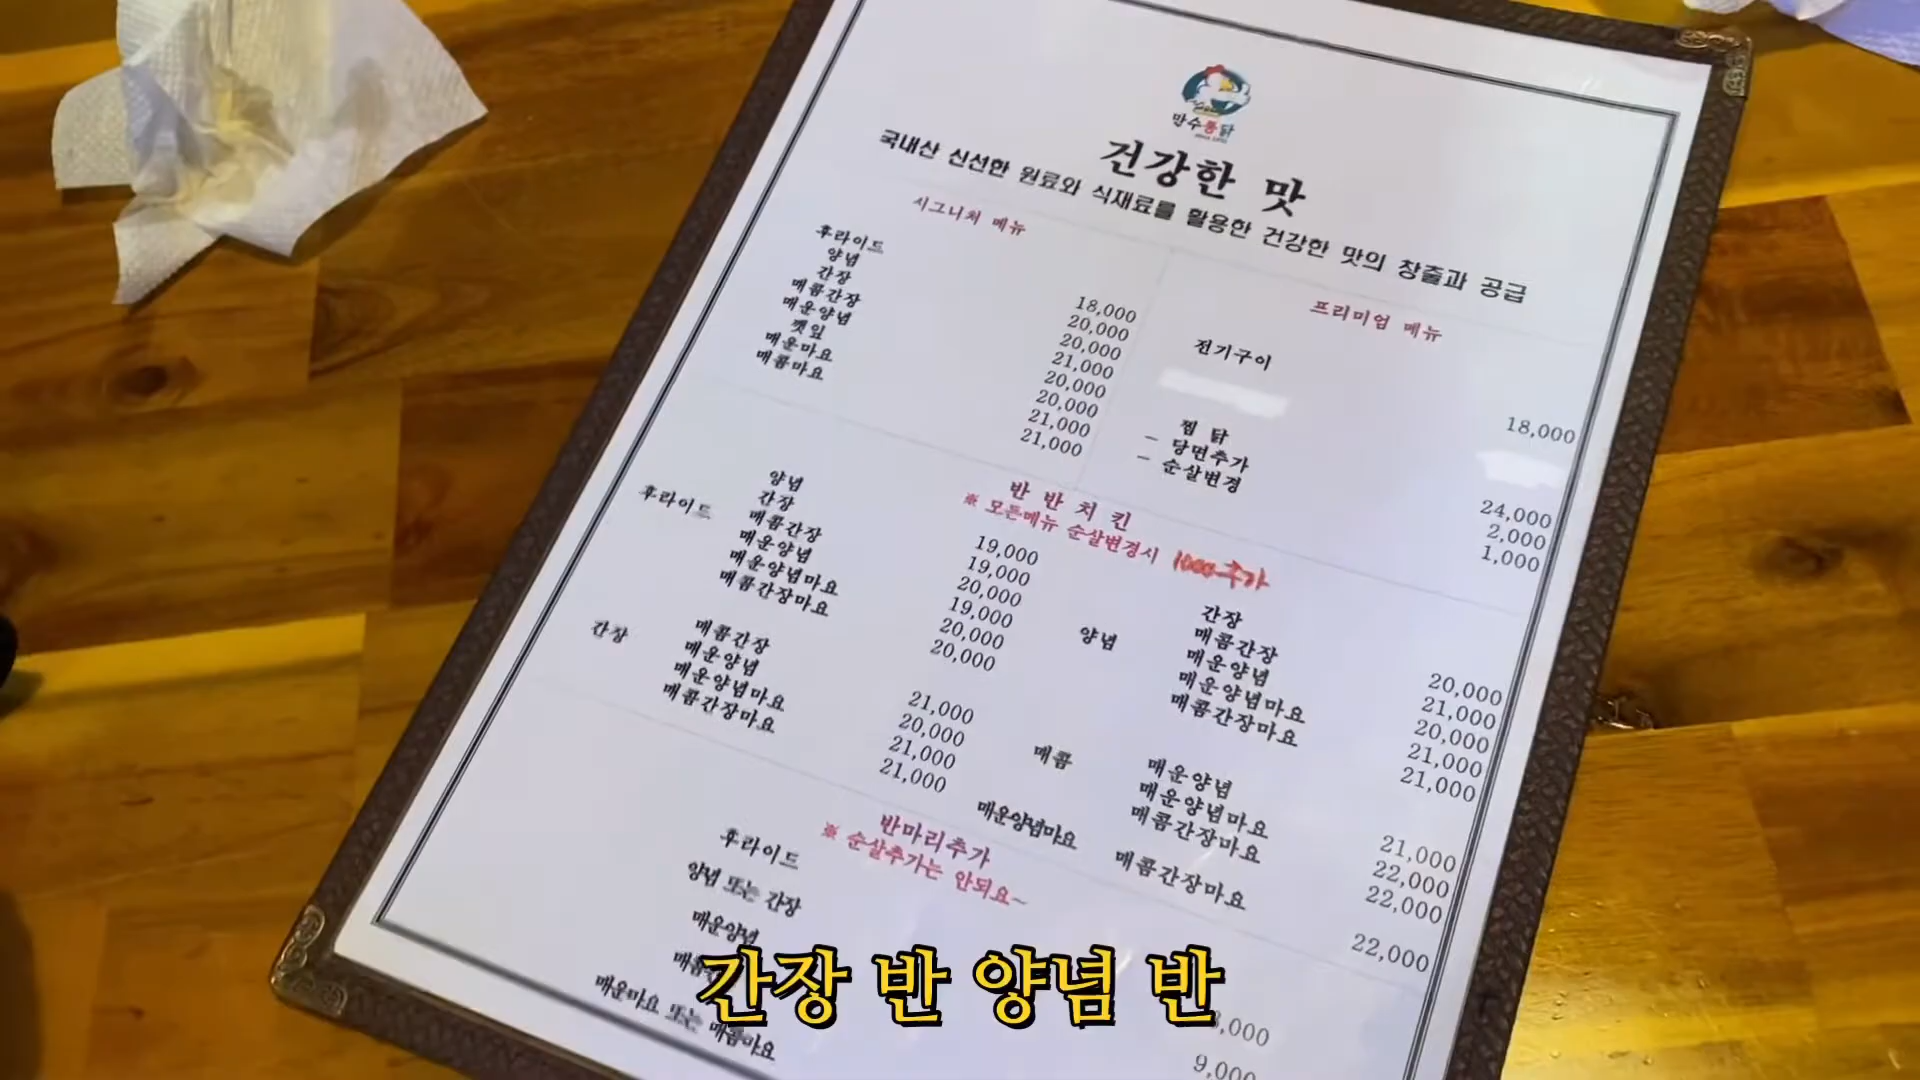 만수통닭
건강한 맛
국내산 신선한 원료와 식재료를 활용한 건강한 맛의 창출과 공급
시그니처 메뉴
후라이드 18,000
양념 20,000
간장 20,000
매콤간장 21,000
매운양념 20,000
깻잎 20,000
매운마요 21,000
매콤마요 21,000
프리미엄 메뉴
전기구이 18,000
찜 닭 24,000
- 당면추가 2,000
- 순살변경 1,000
반 반 치 킨
※ 모든메뉴 순살변경시 1000추가
후라이드
양념 19,000
간장 19,000
매콤간장 20,000
매운양념 19,000
매운양념마요 20,000
매콤간장마요 20,000
간장
매콤간장 21,000
매운양념 20,000
매운양념마요 21,000
매콤간장마요 21,000
양념
간장 20,000
매콤간장 21,000
매운양념 20,000
매운양념마요 21,000
매콤간장마요 21,000
매콤
매운양념 21,000
매운양념마요 22,000
매콤간장마요 22,000
매운양념마요 매콤간장마요 22,000
반마리추가
※ 순살추가는 안되요~
후라이드
양념 또는 간장
매운양념
매운마요 또는 매콤마요
9,000
간장 반 양념 반